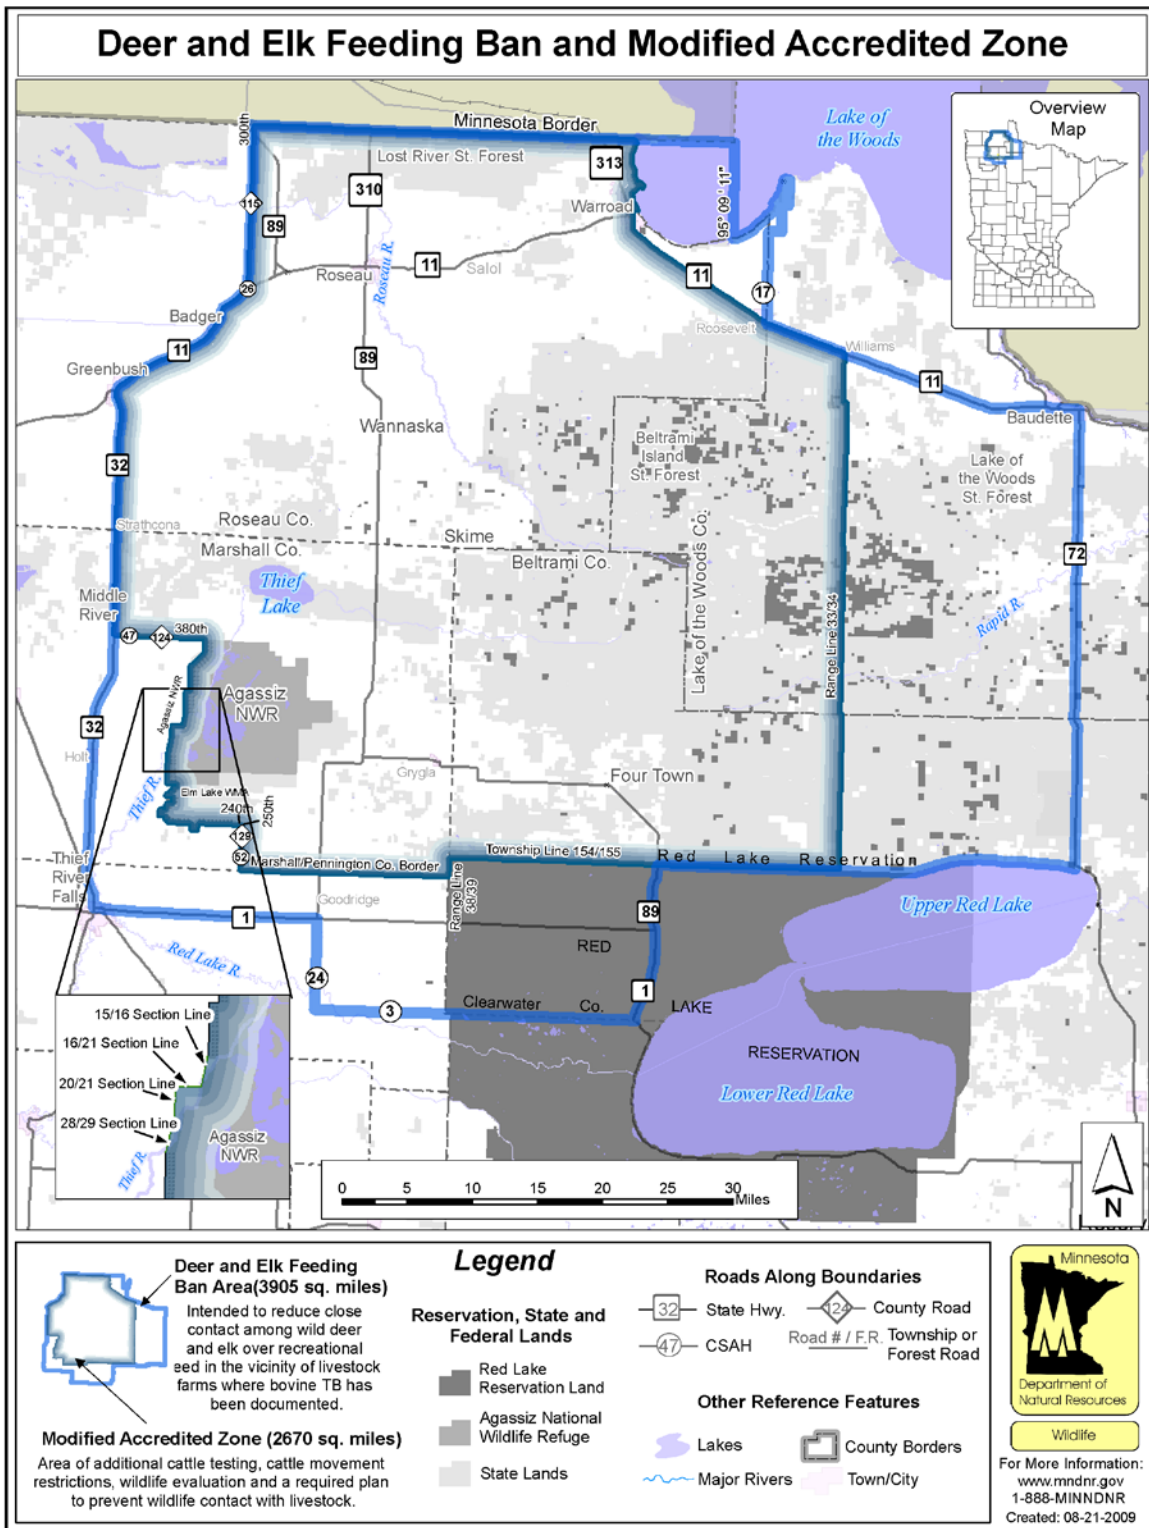 Deer and Elk Feeding Ban and Modified Accredited Zone
Minnesota Border
Lake of
the Woods
Overview
Map
300th
Lost River St. Forest
313
310
115
89
Warroad
95° 09 ' 11"
Roseau R.
Roseau
11
Salol
11
17
26
Badger
11
Roosevelt
Williams
Greenbush
89
11
Baudette
Wannaska
Beltrami
Island
St. Forest
Lake of
the Woods
St. Forest
32
Strathcona
Roseau Co.
Marshall Co.
Skime
Beltrami Co.
Lake of the Woods Co.
72
Thief
Lake
Middle
River
Range Line 33/34
Rapid R.
47
124
380th
Agassiz NWR
Agassiz
NWR
32
Holt
Grygla
Four Town
Thief R.
Elm Lake WMA
240th
250th
129
52
Marshall/Pennington Co. Border
Township Line 154/155
Red Lake Reservation
Thief
River
Falls
Range Line
38/39
Goodridge
1
89
Upper Red Lake
Red Lake R.
RED
24
1
3
Clearwater Co.
LAKE
RESERVATION
Lower Red Lake
15/16 Section Line
16/21 Section Line
20/21 Section Line
28/29 Section Line
Agassiz
NWR
Thief R.
0 5 10 15 20 25 30
Miles
N
Legend
Deer and Elk Feeding
Ban Area(3905 sq. miles)
Intended to reduce close
contact among wild deer
and elk over recreational
eed in the vicinity of livestock
farms where bovine TB has
been documented.
Modified Accredited Zone (2670 sq. miles)
Area of additional cattle testing, cattle movement
restrictions, wildlife evaluation and a required plan
to prevent wildlife contact with livestock.
Reservation, State and
Federal Lands
Red Lake
Reservation Land
Agassiz National
Wildlife Refuge
State Lands
Roads Along Boundaries
32 State Hwy.
124 County Road
47 CSAH
Road # / F.R. Township or
Forest Road
Other Reference Features
Lakes
County Borders
Major Rivers
Town/City
Minnesota
Department of
Natural Resources
Wildlife
For More Information:
www.mndnr.gov
1-888-MINNDNR
Created: 08-21-2009